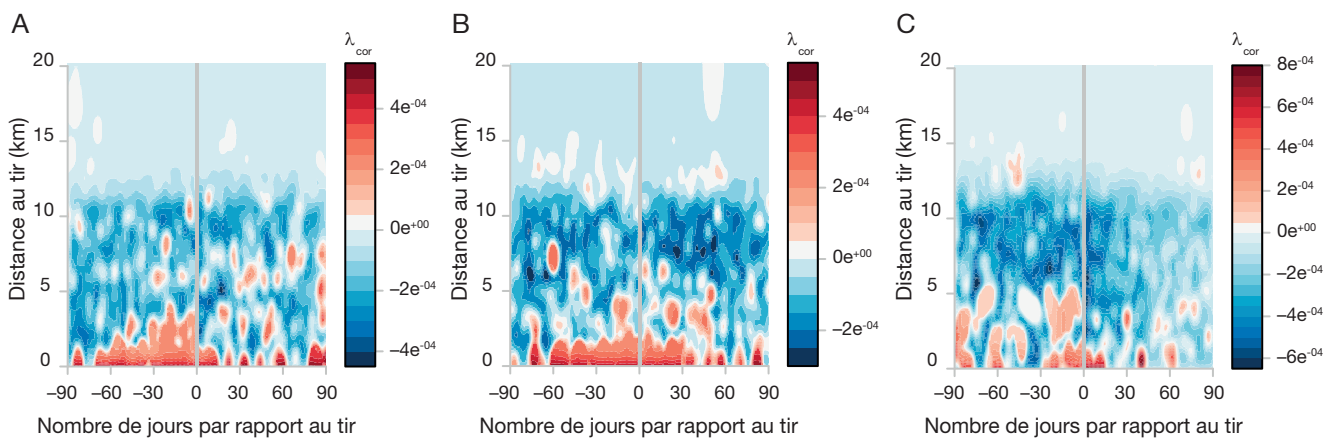 A
λcor
20
15
10
5
0
4e-04
2e-04
0e+00
−2e-04
−4e-04
−90 −60 −30 0 30 60 90
Distance au tir (km)
Nombre de jours par rapport au tir
B
λcor
20
15
10
5
0
4e-04
2e-04
0e+00
−2e-04
−90 −60 −30 0 30 60 90
Distance au tir (km)
Nombre de jours par rapport au tir
C
λcor
20
15
10
5
0
8e-04
6e-04
4e-04
2e-04
0e+00
−2e-04
−4e-04
−6e-04
−90 −60 −30 0 30 60 90
Distance au tir (km)
Nombre de jours par rapport au tir